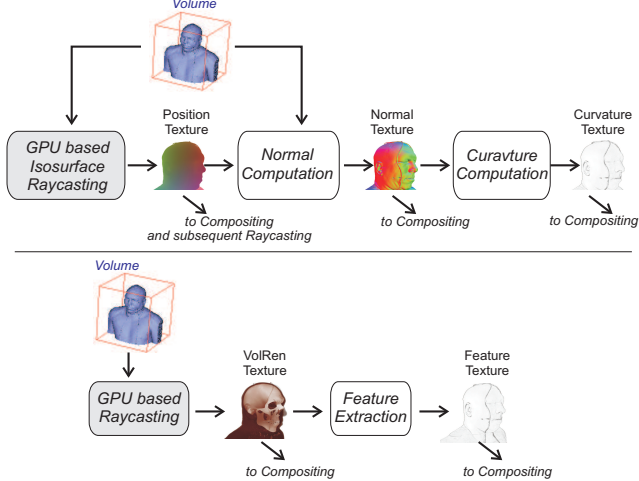 Volume
Position
Texture
Normal
Texture
Curvature
Texture
GPU based
Isosurface
Raycasting
Normal
Computation
Curavture
Computation
to Compositing
and subsequent Raycasting
to Compositing
to Compositing
Volume
VolRen
Texture
Feature
Texture
GPU based
Raycasting
Feature
Extraction
to Compositing
to Compositing